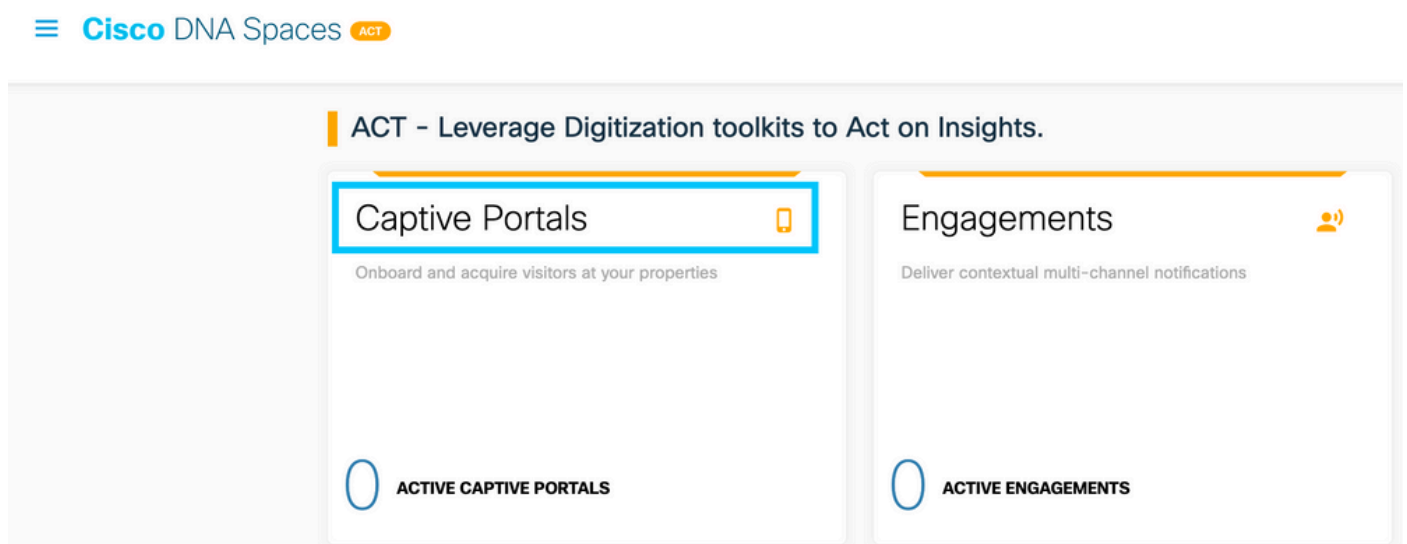 Cisco DNA Spaces ACT
ACT - Leverage Digitization toolkits to Act on Insights.
Captive Portals
Onboard and acquire visitors at your properties
0 ACTIVE CAPTIVE PORTALS
Engagements
Deliver contextual multi-channel notifications
0 ACTIVE ENGAGEMENTS